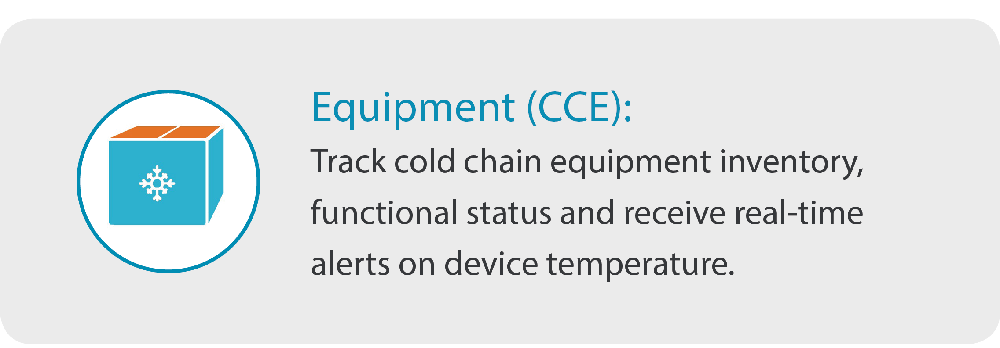 Equipment (CCE):
Track cold chain equipment inventory,
functional status and receive real-time
alerts on device temperature.